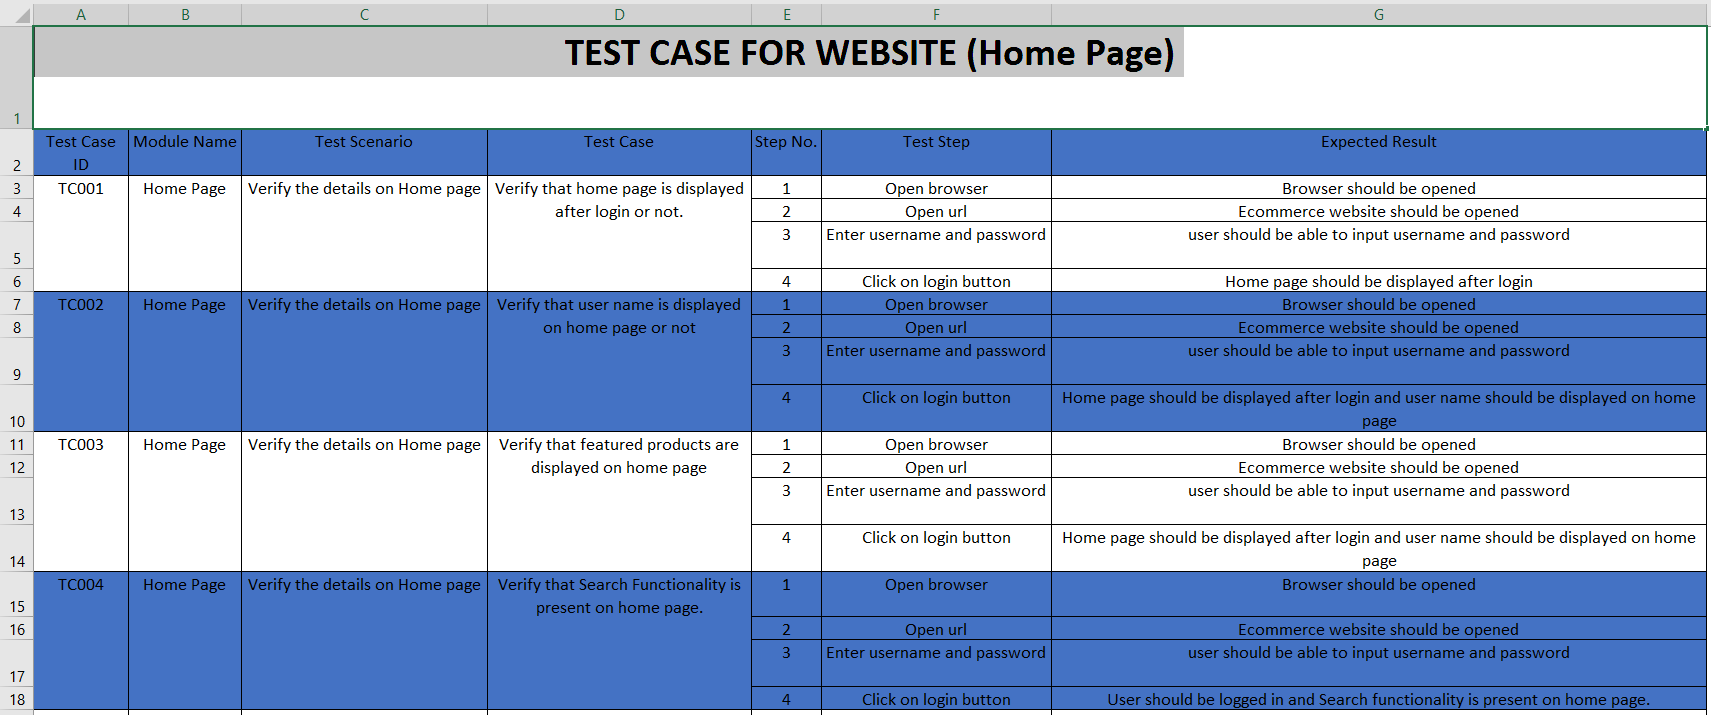 A B C D E F G
1 TEST CASE FOR WEBSITE (Home Page)
2 Test Case ID Module Name Test Scenario Test Case Step No. Test Step Expected Result
3 TC001 Home Page Verify the details on Home page Verify that home page is displayed 1 Open browser Browser should be opened
4 after login or not. 2 Open url Ecommerce website should be opened
5 3 Enter username and password user should be able to input username and password
6 4 Click on login button Home page should be displayed after login
7 TC002 Home Page Verify the details on Home page Verify that user name is displayed 1 Open browser Browser should be opened
8 on home page or not 2 Open url Ecommerce website should be opened
9 3 Enter username and password user should be able to input username and password
10 4 Click on login button Home page should be displayed after login and user name should be displayed on home
page
11 TC003 Home Page Verify the details on Home page Verify that featured products are 1 Open browser Browser should be opened
12 displayed on home page 2 Open url Ecommerce website should be opened
13 3 Enter username and password user should be able to input username and password
14 4 Click on login button Home page should be displayed after login and user name should be displayed on home
page
15 TC004 Home Page Verify the details on Home page Verify that Search Functionality is 1 Open browser Browser should be opened
present on home page.
16 2 Open url Ecommerce website should be opened
17 3 Enter username and password user should be able to input username and password
18 4 Click on login button User should be logged in and Search functionality is present on home page.